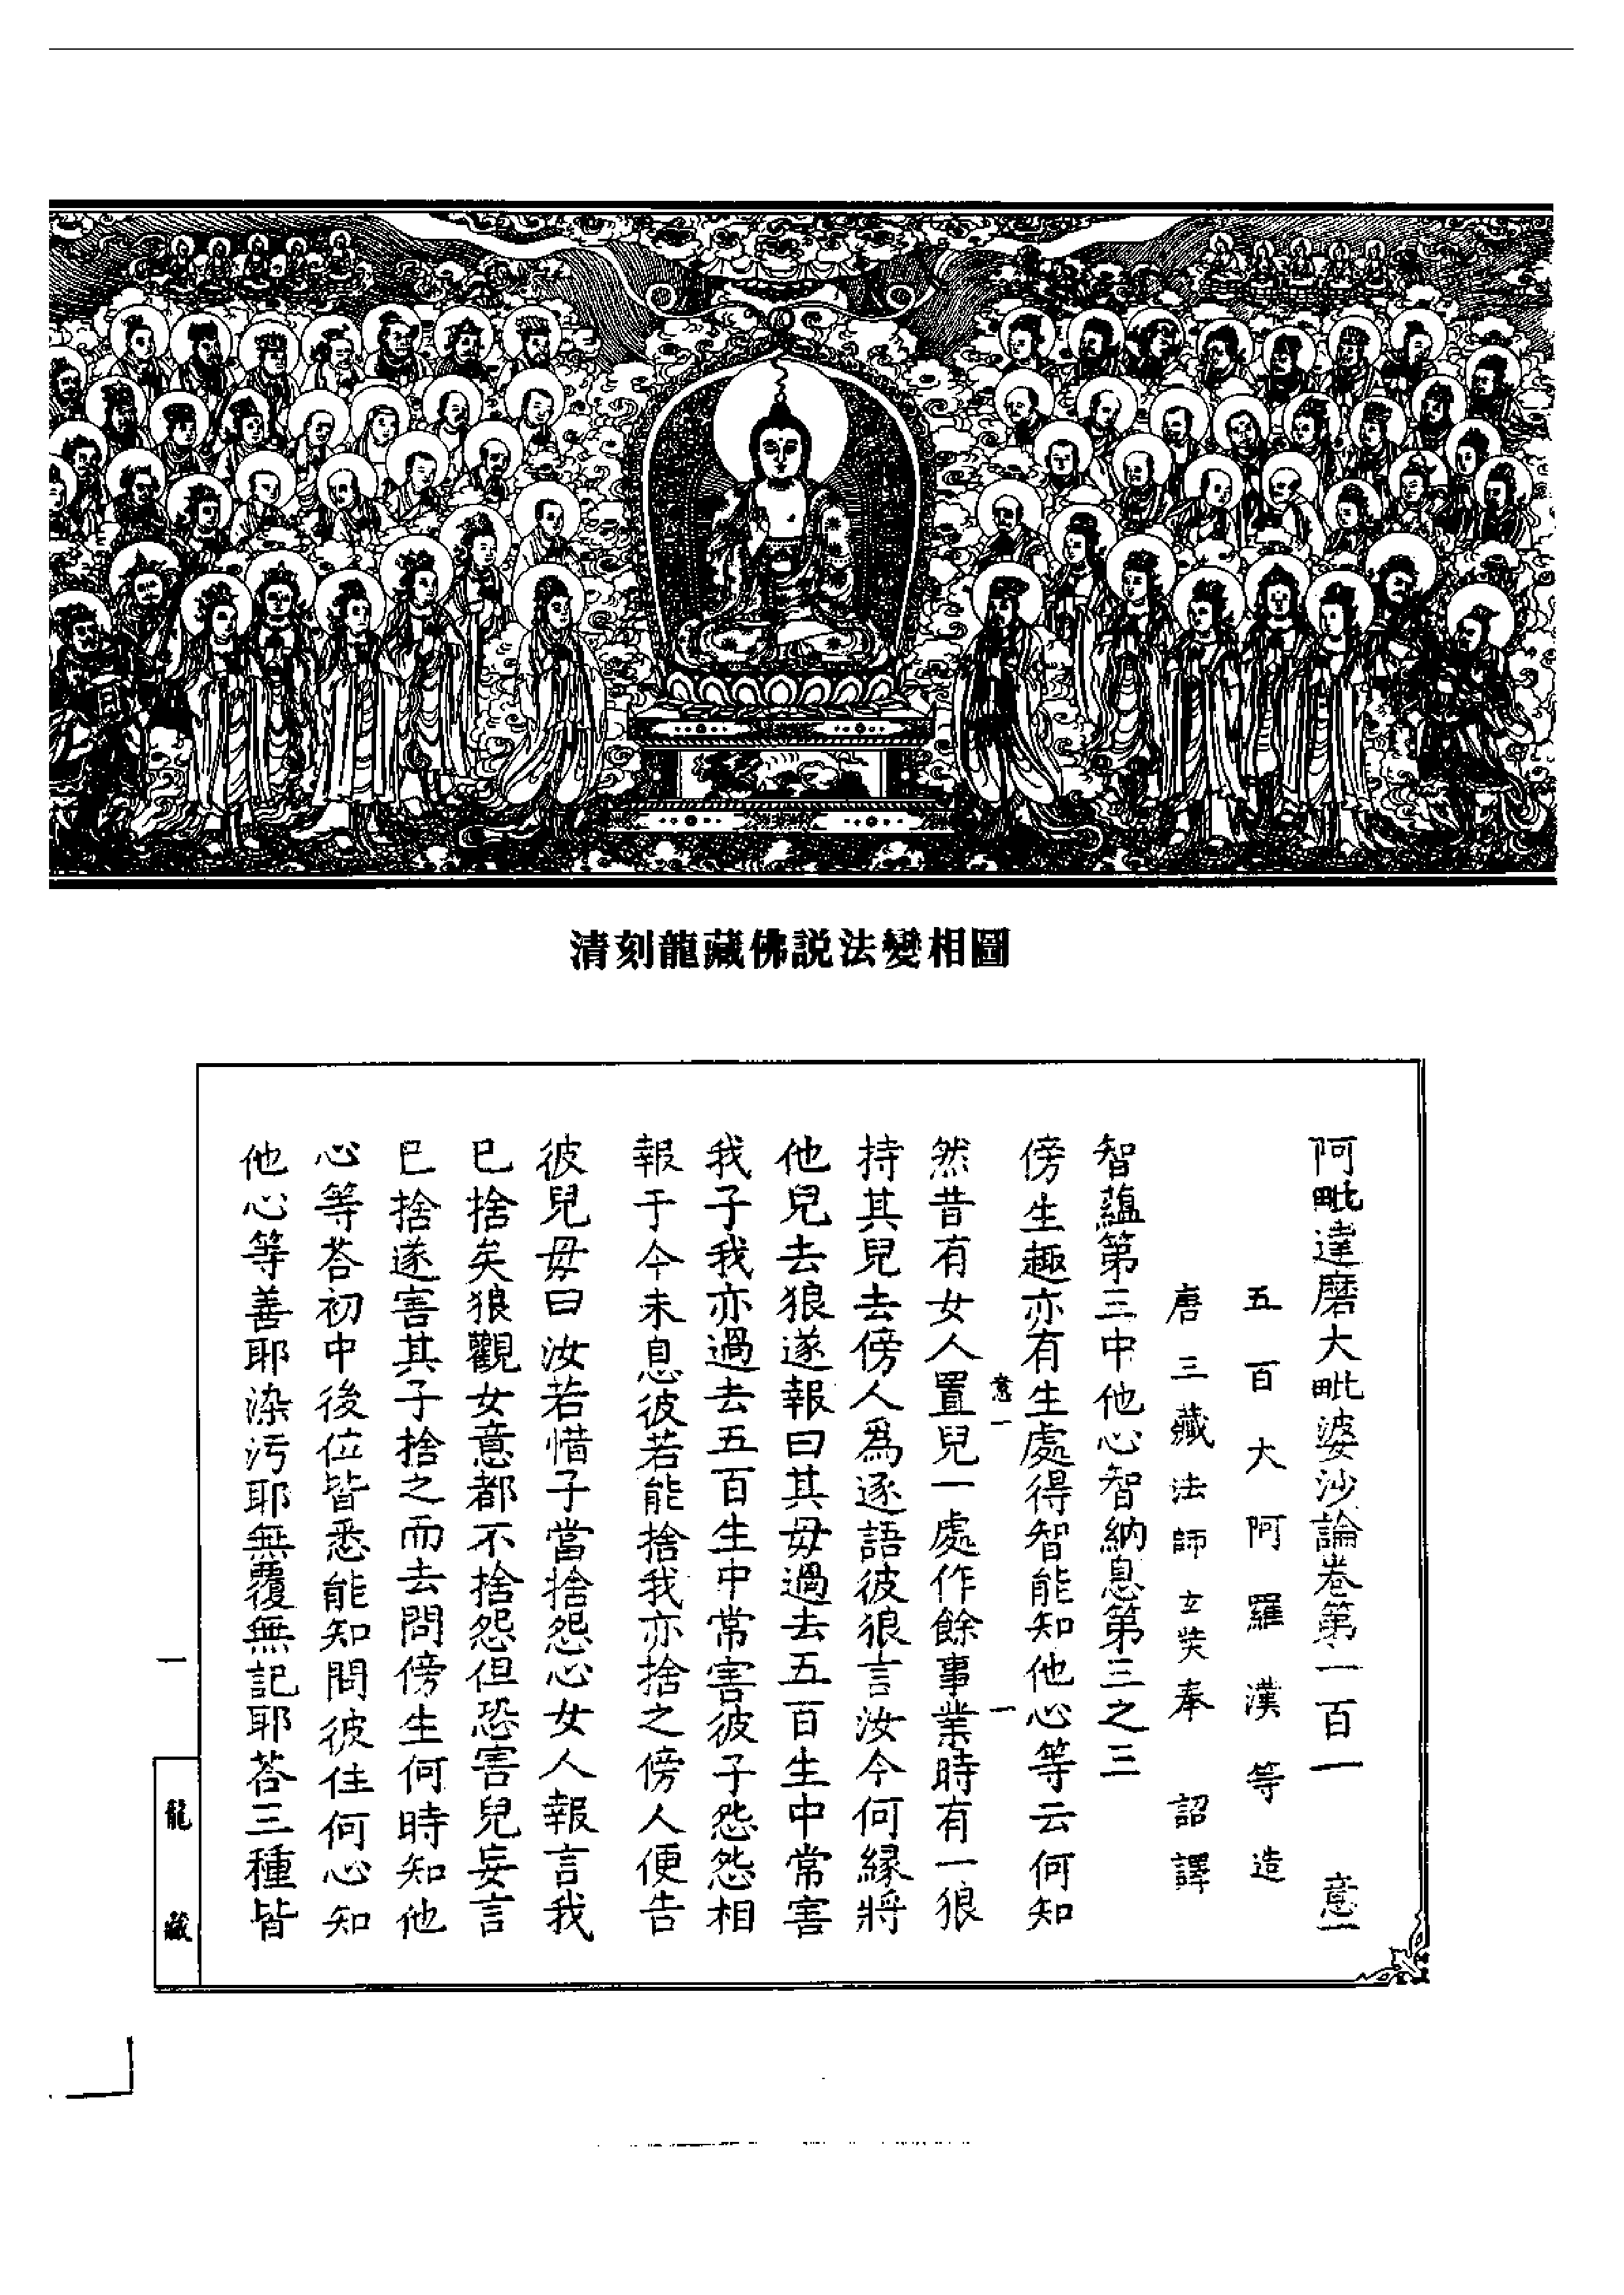 清刻龍藏佛説法變相圖
阿毗達磨大毗婆沙論卷第一百一　意一
五百大阿羅漢等造
唐三藏法師玄奘奉　詔譯
智蘊第三中他心智納息第三之三
傍生趣亦有生處得智能知他心等云何知
意一　一
然昔有女人置兒一處作餘事業時有一狼
持其兒去傍人爲逐語彼狼言汝今何縁將
他兒去狼遂報曰其母過去五百生中常害
我子我亦過去五百生中常害彼子怨怨相
報于今未息彼若能捨我亦捨之傍人便告
彼兒母曰汝若惜子當捨怨心女人報言我
已捨矣狼觀女意都不捨怨但恐害兒妄言
已捨遂害其子捨之而去問傍生何時知他
心等荅初中後位皆悉能知問彼住何心知
他心等善耶染污耶無覆無記耶荅三種皆
一
龍藏